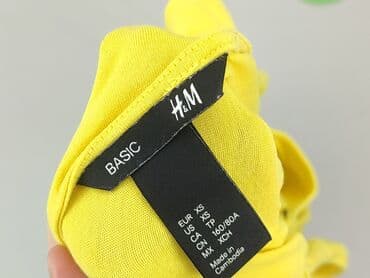 BASIC
H&M
EUR XS
US XS
CA TP
CN 160/80A
MX XCH
Made in
Cambodia